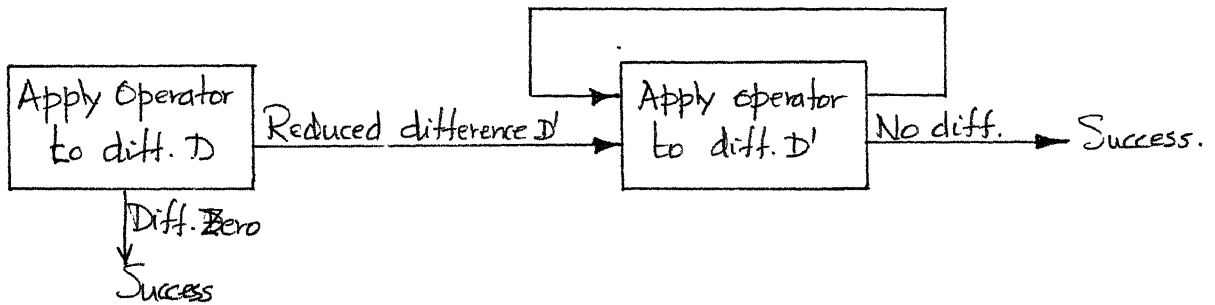 Apply Operator
to diff. D
Reduced difference D'
Apply operator
to diff. D'
No diff.
Success.
Diff. Zero
Success